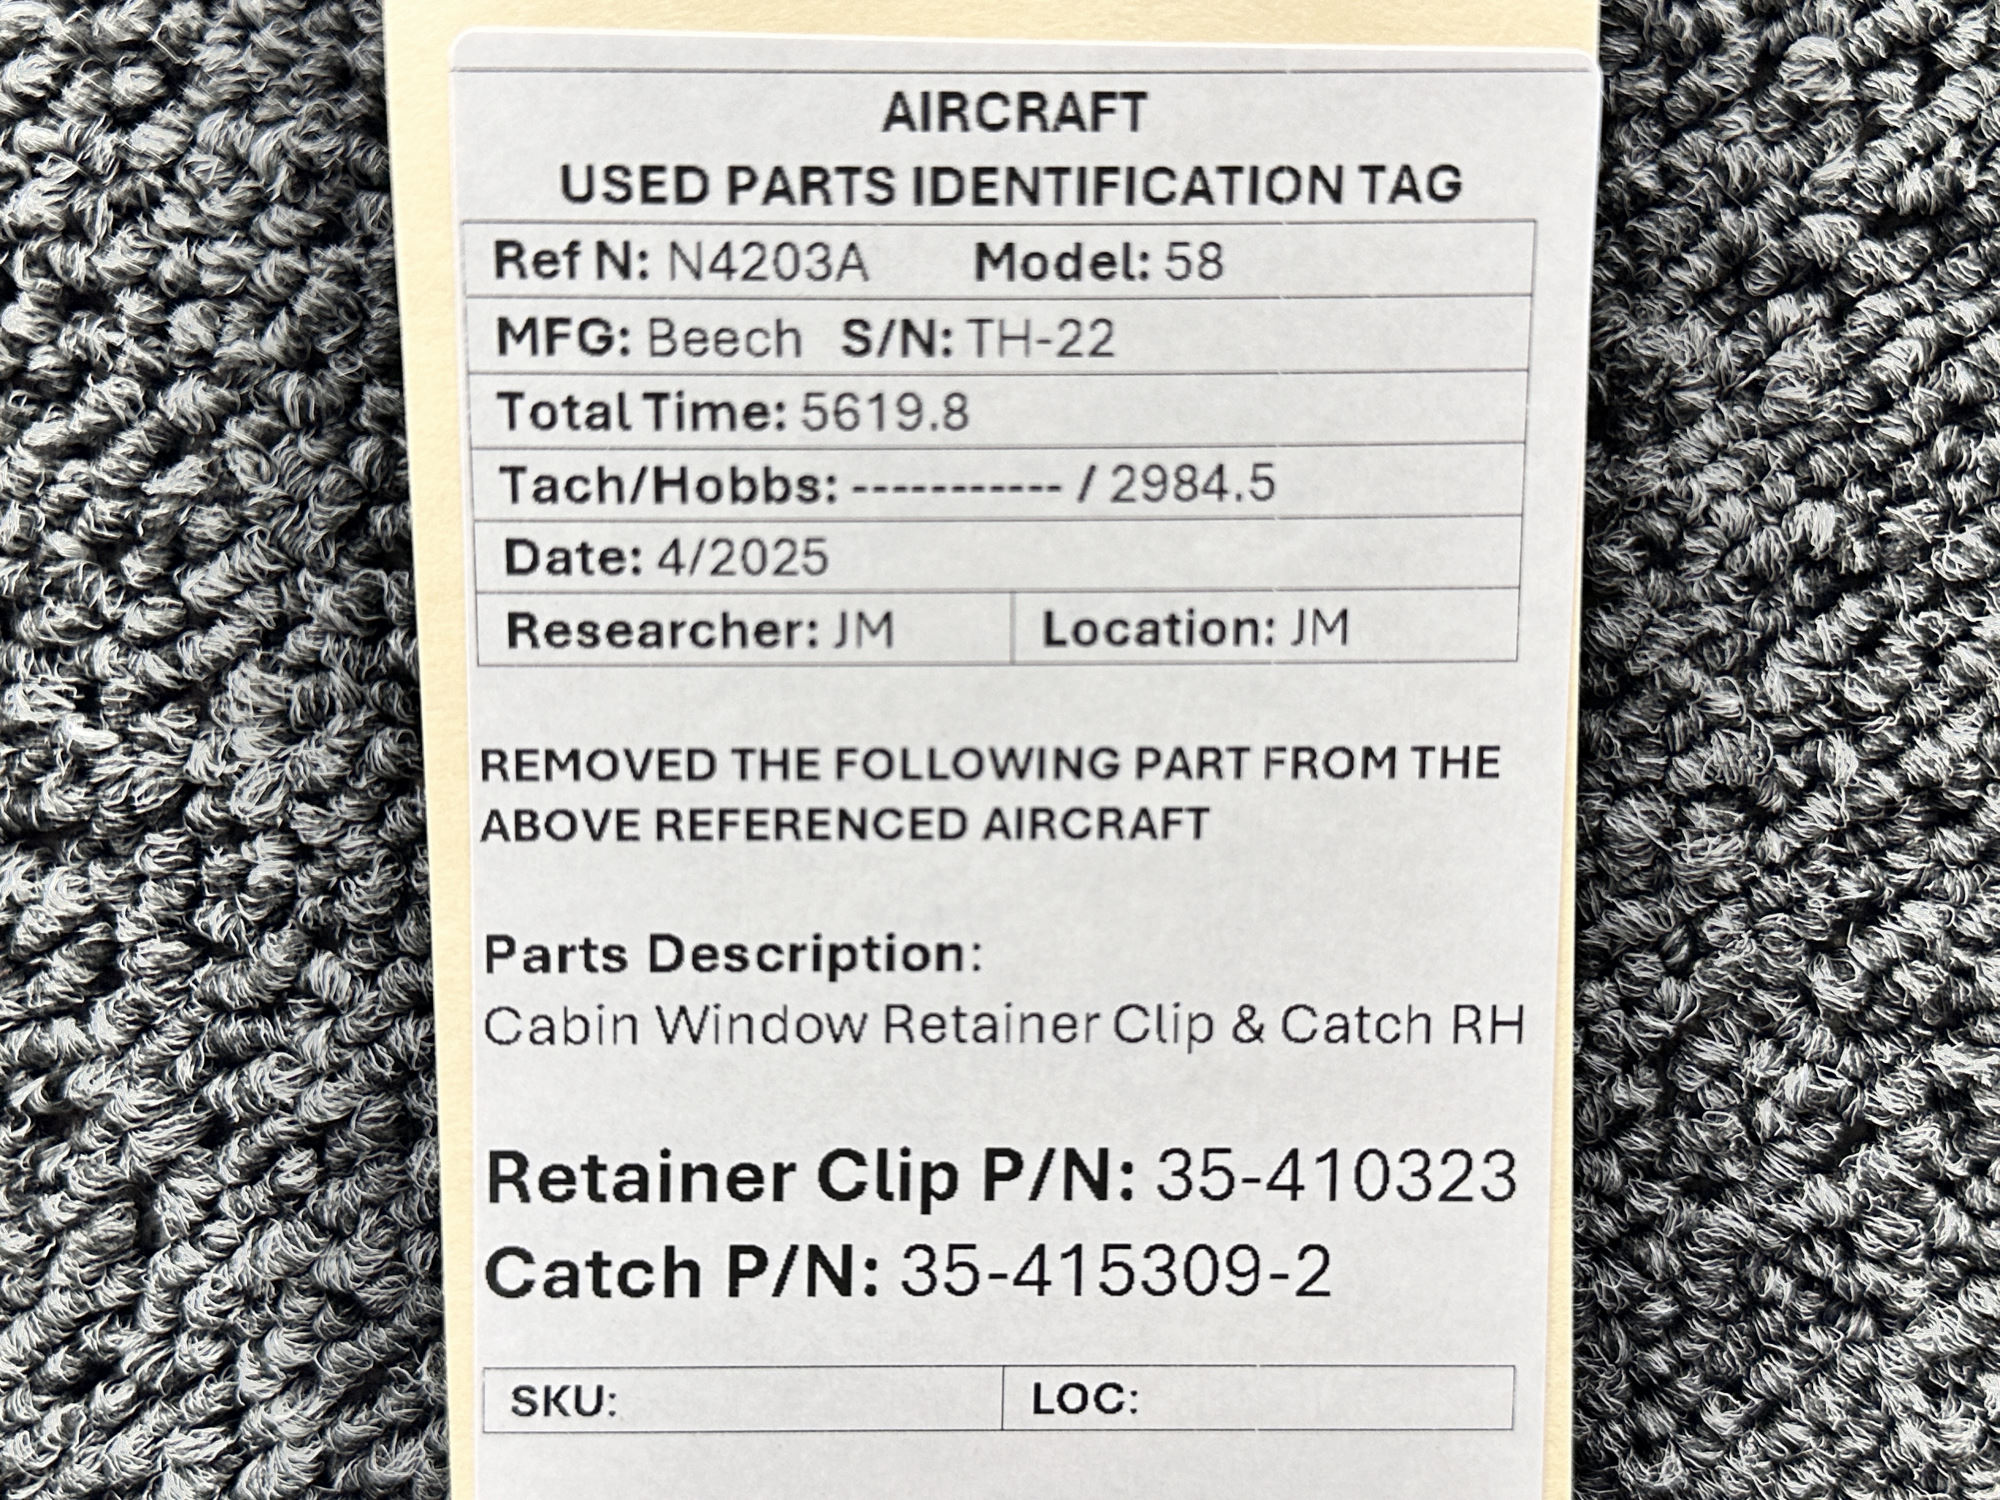 AIRCRAFT
USED PARTS IDENTIFICATION TAG
Ref N: N4203A Model: 58
MFG: Beech S/N: TH-22
Total Time: 5619.8
Tach/Hobbs: ----------- / 2984.5
Date: 4/2025
Researcher: JM Location: JM
REMOVED THE FOLLOWING PART FROM THE
ABOVE REFERENCED AIRCRAFT
Parts Description:
Cabin Window Retainer Clip & Catch RH
Retainer Clip P/N: 35-410323
Catch P/N: 35-415309-2
SKU: LOC: